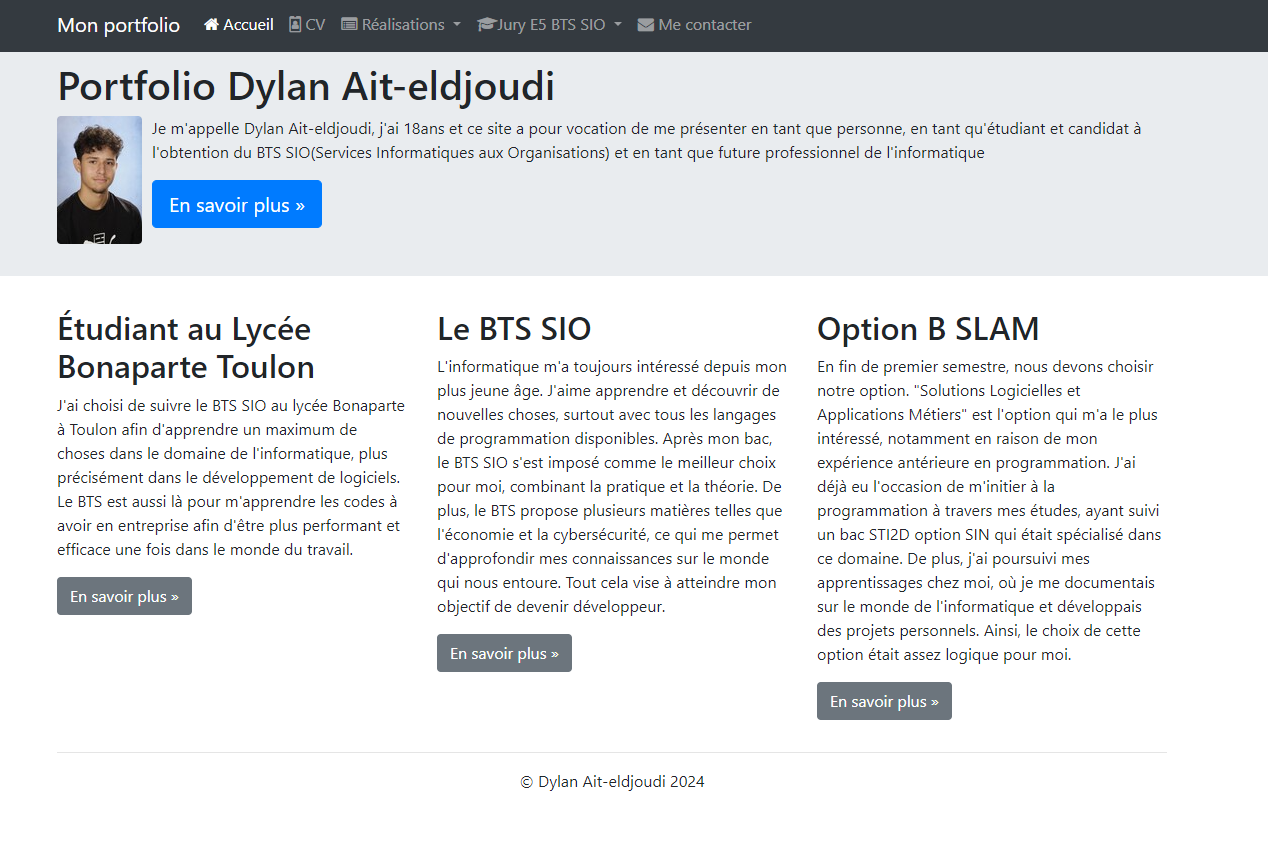 Mon portfolio Accueil CV Réalisations Jury E5 BTS SIO Me contacter
Portfolio Dylan Ait-eldjoudi
Je m'appelle Dylan Ait-eldjoudi, j'ai 18ans et ce site a pour vocation de me présenter en tant que personne, en tant qu'étudiant et candidat à
l'obtention du BTS SIO(Services Informatiques aux Organisations) et en tant que future professionnel de l'informatique
En savoir plus »
Étudiant au Lycée
Bonaparte Toulon
J'ai choisi de suivre le BTS SIO au lycée Bonaparte
à Toulon afin d'apprendre un maximum de
choses dans le domaine de l'informatique, plus
précisément dans le développement de logiciels.
Le BTS est aussi là pour m'apprendre les codes à
avoir en entreprise afin d'être plus performant et
efficace une fois dans le monde du travail.
En savoir plus »
Le BTS SIO
L'informatique m'a toujours intéressé depuis mon
plus jeune âge. J'aime apprendre et découvrir de
nouvelles choses, surtout avec tous les langages
de programmation disponibles. Après mon bac,
le BTS SIO s'est imposé comme le meilleur choix
pour moi, combinant la pratique et la théorie. De
plus, le BTS propose plusieurs matières telles que
l'économie et la cybersécurité, ce qui me permet
d'approfondir mes connaissances sur le monde
qui nous entoure. Tout cela vise à atteindre mon
objectif de devenir développeur.
En savoir plus »
Option B SLAM
En fin de premier semestre, nous devons choisir
notre option. "Solutions Logicielles et
Applications Métiers" est l'option qui m'a le plus
intéressé, notamment en raison de mon
expérience antérieure en programmation. J'ai
déjà eu l'occasion de m'initier à la
programmation à travers mes études, ayant suivi
un bac STI2D option SIN qui était spécialisé dans
ce domaine. De plus, j'ai poursuivi mes
apprentissages chez moi, où je me documentais
sur le monde de l'informatique et développais
des projets personnels. Ainsi, le choix de cette
option était assez logique pour moi.
En savoir plus »
© Dylan Ait-eldjoudi 2024